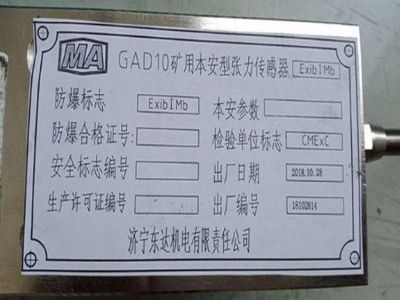 MA GAD10矿用本安型张力传感器 ExibIMb
防爆标志 ExibIMb 本安参数
防爆合格证号: 检验单位标志 CMExC
安全标志编号 出厂日期 2018.10.28
生产许可证编号 出厂编号 18102814
济宁东达机电有限责任公司